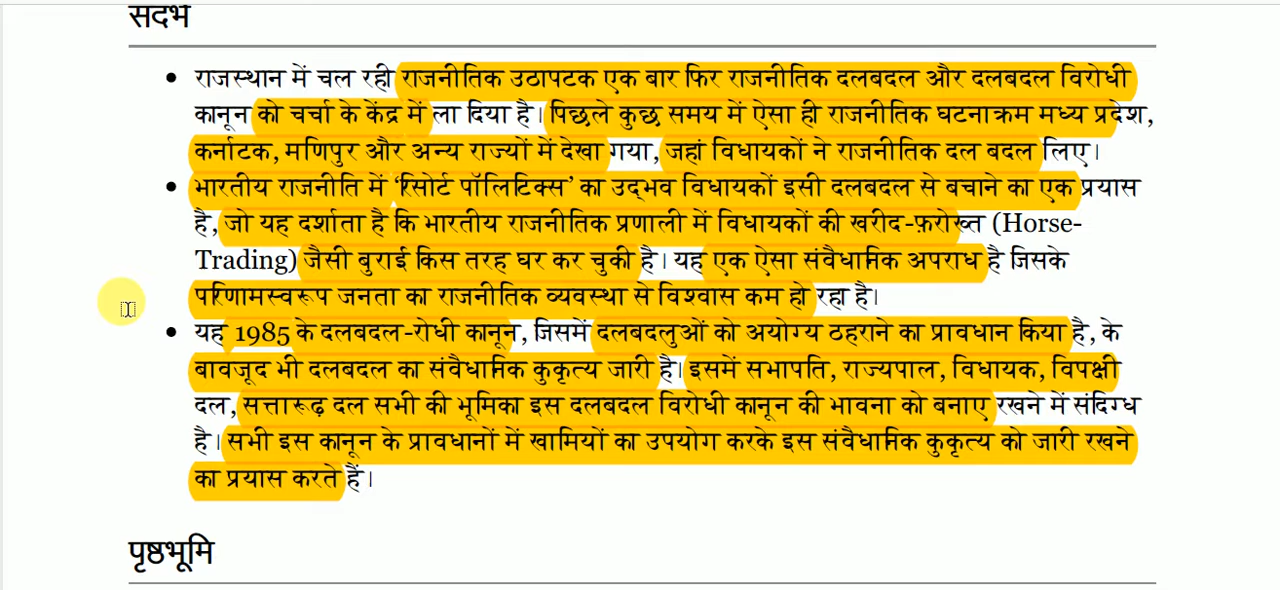 संदर्भ
• राजस्थान में चल रही राजनीतिक उठापटक एक बार फिर राजनीतिक दलबदल और दलबदल विरोधी
कानून को चर्चा के केंद्र में ला दिया है। पिछले कुछ समय में ऐसा ही राजनीतिक घटनाक्रम मध्य प्रदेश,
कर्नाटक, मणिपुर और अन्य राज्यों में देखा गया, जहां विधायकों ने राजनीतिक दल बदल लिए।
• भारतीय राजनीति में ‘रिसोर्ट पॉलिटिक्स’ का उद्भव विधायकों इसी दलबदल से बचाने का एक प्रयास
है, जो यह दर्शाता है कि भारतीय राजनीतिक प्रणाली में विधायकों की खरीद-फ़रोख्त (Horse-
Trading) जैसी बुराई किस तरह घर कर चुकी है। यह एक ऐसा संवैधानिक अपराध है जिसके
परिणामस्वरूप जनता का राजनीतिक व्यवस्था से विश्वास कम हो रहा है।
• यह 1985 के दलबदल-रोधी कानून, जिसमें दलबदलुओं को अयोग्य ठहराने का प्रावधान किया है, के
बावजूद भी दलबदल का संवैधानिक कुकृत्य जारी है। इसमें सभापति, राज्यपाल, विधायक, विपक्षी
दल, सत्तारूढ़ दल सभी की भूमिका इस दलबदल विरोधी कानून की भावना को बनाए रखने में संदिग्ध
है। सभी इस कानून के प्रावधानों में खामियों का उपयोग करके इस संवैधानिक कुकृत्य को जारी रखने
का प्रयास करते हैं।
पृष्ठभूमि